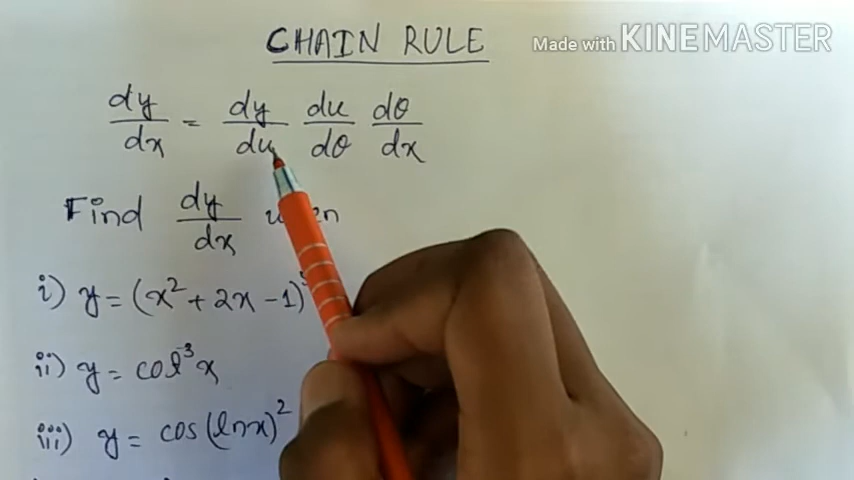 CHAIN RULE
Made with KINEMASTER
dy/dx = dy/du du/dθ dθ/dx
Find dy/dx
i) y = (x² + 2x - 1)
ii) y =
iii) y = cos(lnx)²